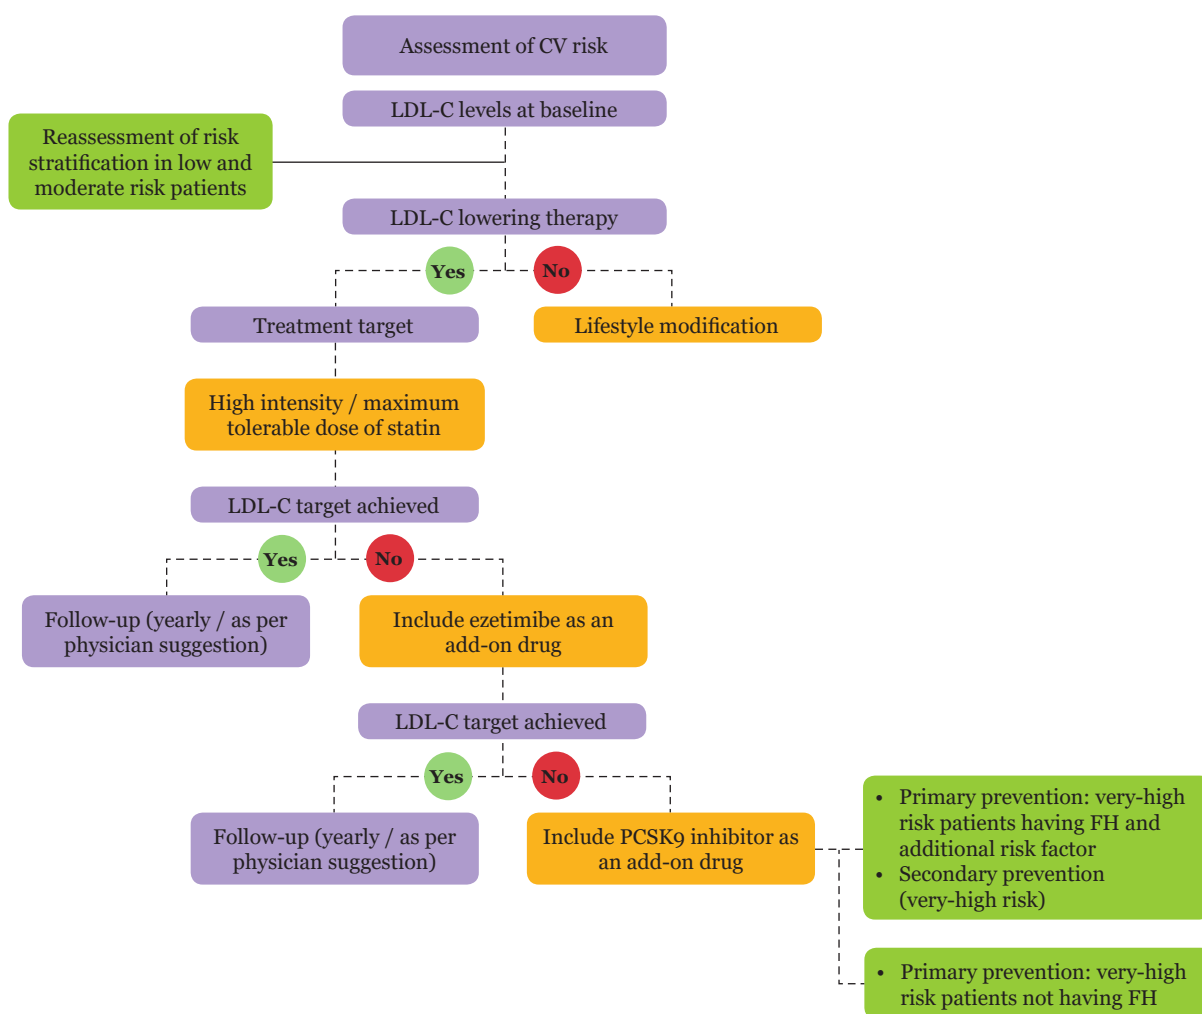 Assessment of CV risk
LDL-C levels at baseline
Reassessment of risk
stratification in low and
moderate risk patients
LDL-C lowering therapy
Yes
No
Treatment target
Lifestyle modification
High intensity / maximum
tolerable dose of statin
LDL-C target achieved
Yes
No
Follow-up (yearly / as per
physician suggestion)
Include ezetimibe as an
add-on drug
LDL-C target achieved
Yes
No
Follow-up (yearly / as per
physician suggestion)
Include PCSK9 inhibitor as
an add-on drug
• Primary prevention: very-high
risk patients having FH and
additional risk factor
• Secondary prevention
(very-high risk)
• Primary prevention: very-high
risk patients not having FH